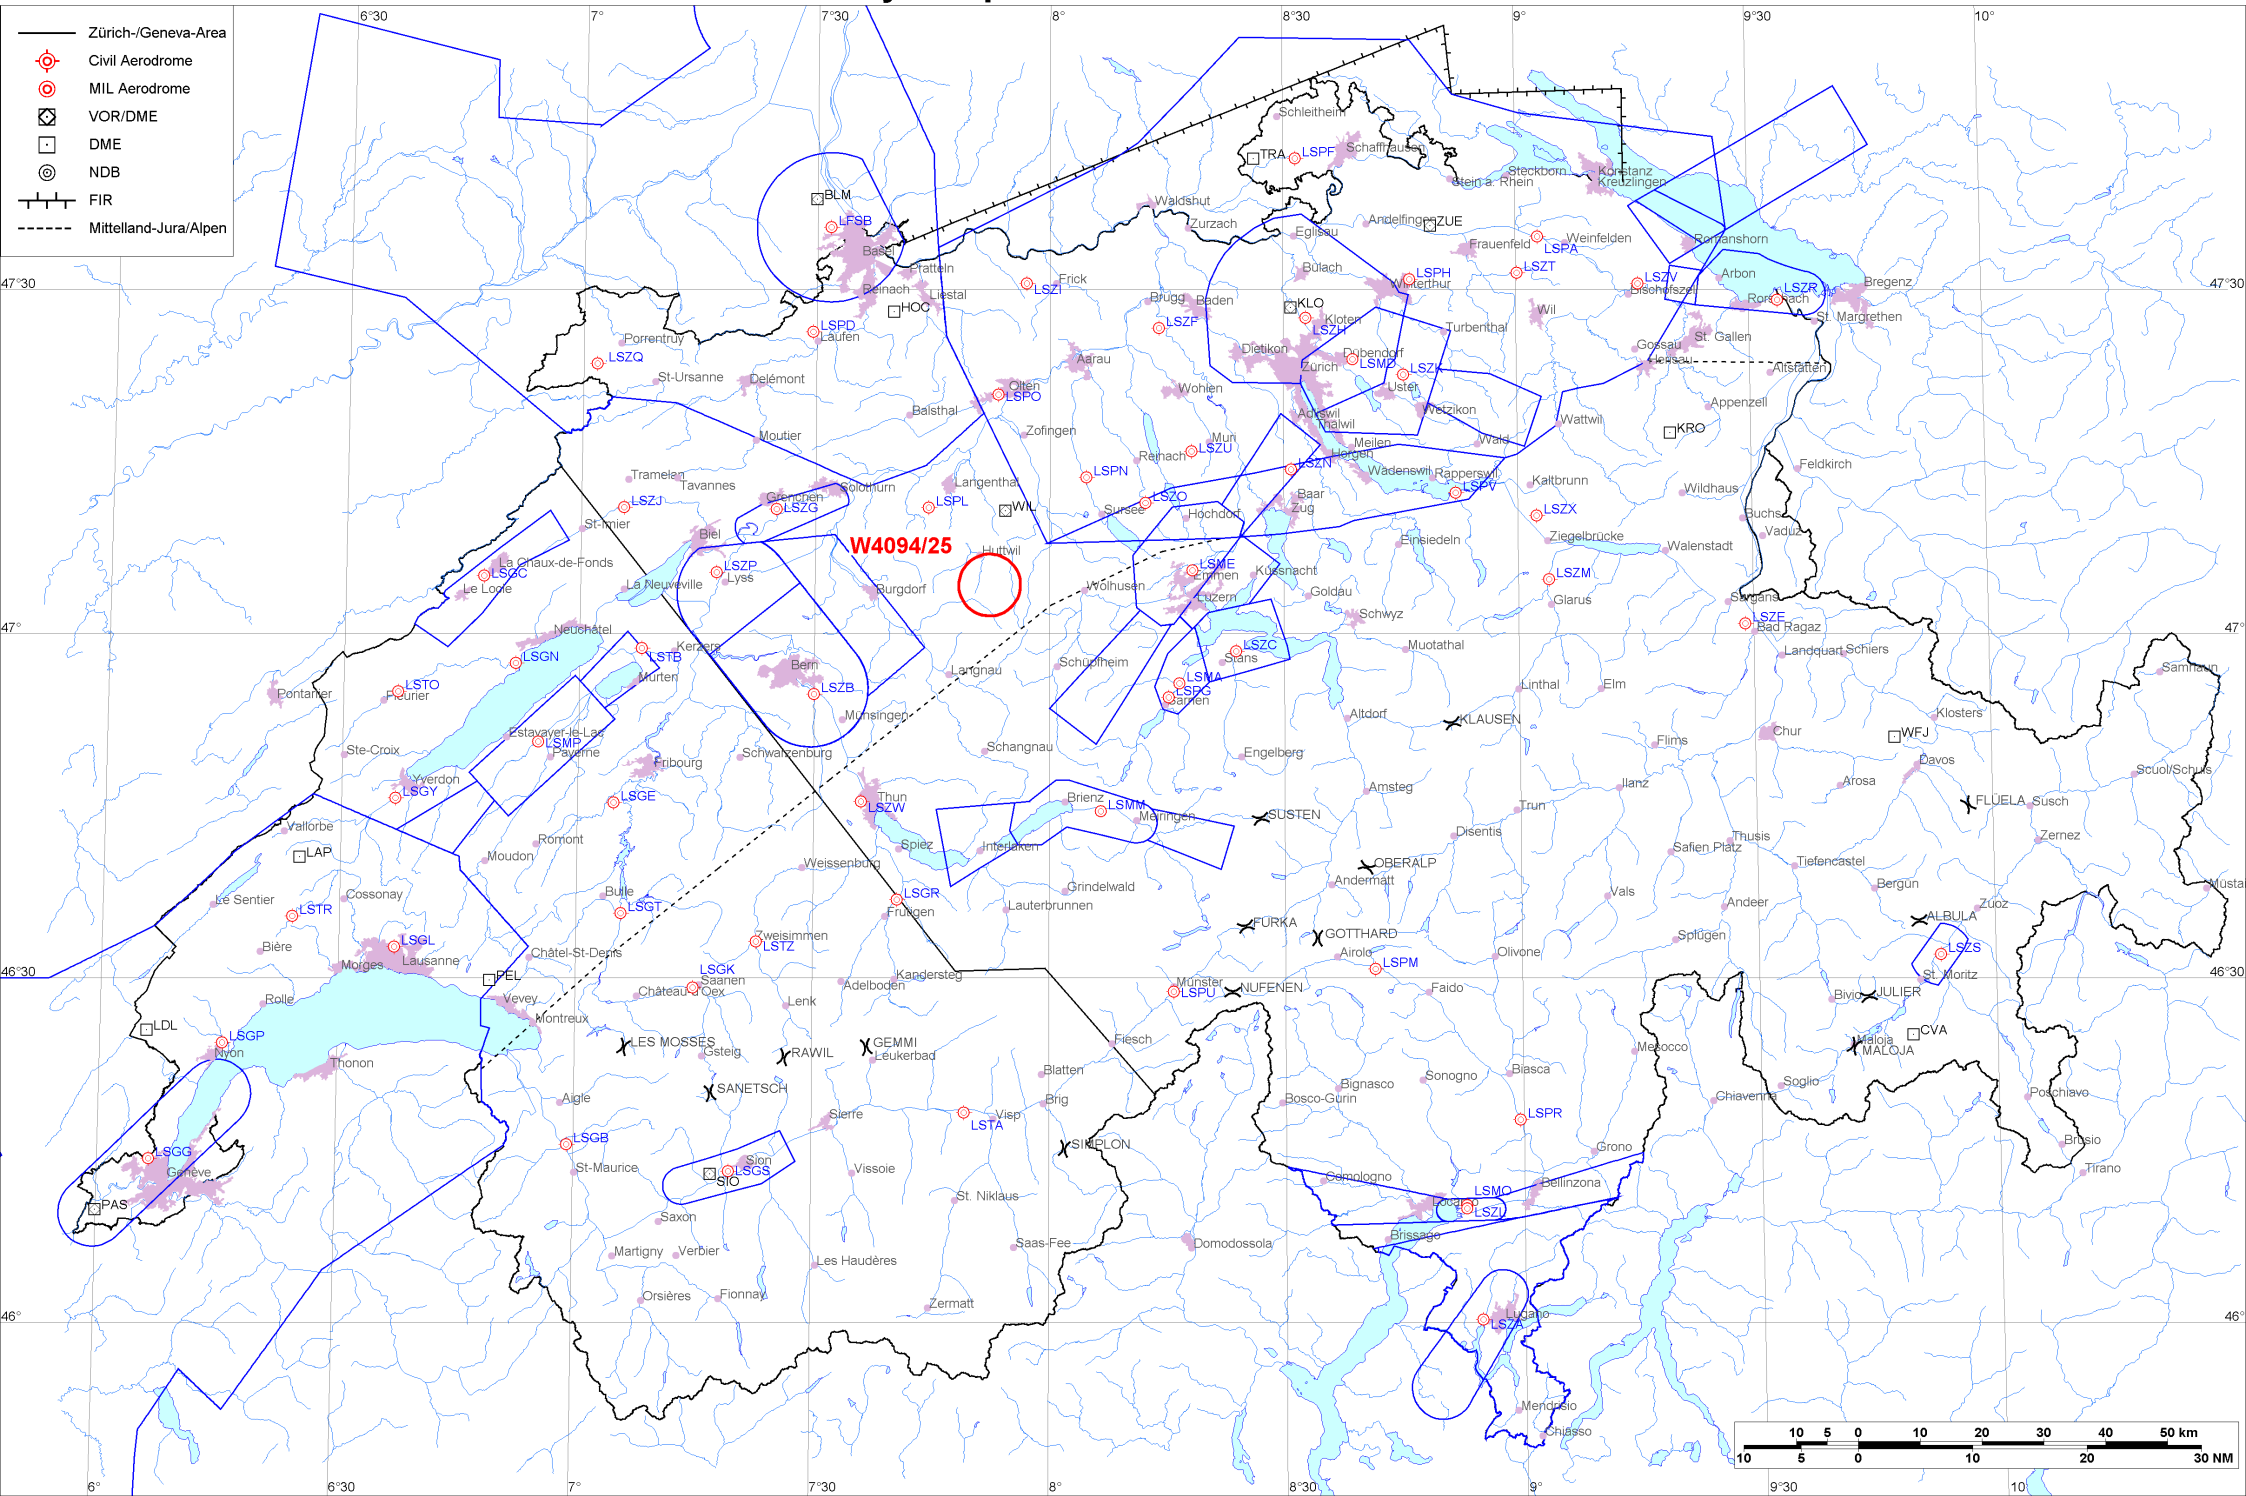 6°30
7°
7°30
8°
8°30
9°
9°30
10°
Zürich-/Geneva-Area
Civil Aerodrome
MIL Aerodrome
VOR/DME
DME
NDB
FIR
Mittelland-Jura/Alpen
Schleitheim
TRA
LSPF
Schaffhausen
Steckborn
Stein a. Rhein
Konstanz
Kreuzlingen
BLM
LFSB
Basel
Waldshut
Zurzach
Eglisau
Andelfingen
ZUE
Frauenfeld
LSPA
Weinfelden
Romanshorn
Pratteln
Reinach
Liestal
HOC
LSZI
Frick
Bülach
LSPH
Winterthur
LSZT
LSZV
Bischofszell
Arbon
LSZR
Rorschach
Bregenz
St. Margrethen
47°30
47°30
Brugg
Baden
KLO
Kloten
LSZH
LSZF
Turbenthal
Wil
St. Gallen
Gossau
Herisau
Altstätten
LSPD
Laufen
Porrentruy
LSZQ
St-Ursanne
Delémont
Aarau
Dietikon
Zürich
Dübendorf
LSMD
LSZK
Uster
Wetzikon
Olten
LSPO
Balsthal
Wohlen
Adliswil
Thalwil
Wattwil
Appenzell
KRO
Moutier
Zofingen
Muri
LSZU
Reinach
Meilen
Horgen
Wald
LSZN
Wädenswil
Rapperswil
LSPV
Kaltbrunn
Feldkirch
Tramelan
Tavannes
Grenchen
Solothurn
LSZG
LSZJ
St-Imier
Langenthal
LSPL
WIL
LSPN
LSZO
Sursee
Hochdorf
Baar
Zug
Wildhaus
Buchs
Vaduz
LSZX
Biel
W4094/25
Huttwil
Einsiedeln
Ziegelbrücke
Walenstadt
La Chaux-de-Fonds
LSGC
Le Locle
LSZP
Lyss
La Neuveville
Burgdorf
Wolhusen
LSME
Emmen
Luzern
Küssnacht
Goldau
Schwyz
LSZM
Glarus
Sargans
LSZE
Bad Ragaz
47°
47°
Neuchâtel
LSGN
LSTB
Kerzers
Murten
Bern
LSZB
Langnau
Schüpfheim
LSZC
Stans
LSMA
LSPG
Sarnen
Muotathal
Landquart
Schiers
Samnaun
LSTO
Fleurier
Pontarlier
Münsingen
Linthal
Elm
Altdorf
KLAUSEN
Klosters
WFJ
Davos
Ste-Croix
Estavayer-le-Lac
LSMP
Payerne
Schwarzenburg
Schangnau
Engelberg
Flims
Chur
Yverdon
LSGY
Fribourg
LSGE
Thun
LSZW
Brienz
LSMM
Meiringen
Amsteg
SUSTEN
Ilanz
Trun
Arosa
Scuol/Schuls
FLÜELA
Susch
Vallorbe
LAP
Romont
Moudon
Spiez
Interlaken
Disentis
Thusis
Safien Platz
Zernez
Tiefencastel
Weissenburg
OBERALP
Andermatt
Vals
Bergün
Müstair
Cossonay
Le Sentier
LSTR
Bulle
LSGT
LSGR
Frutigen
Grindelwald
Lauterbrunnen
FURKA
GOTTHARD
Andeer
Splügen
Zuoz
ALBULA
LSZS
St. Moritz
Bière
LSGL
Lausanne
Morges
Zweisimmen
LSTZ
Châtel-St-Denis
Airolo
LSPM
Olivone
46°30
46°30
Rolle
PEL
Vevey
Montreux
LSGK
Saanen
Château-d'Oex
Adelboden
Kandersteg
Lenk
Münster
LSPU
NUFENEN
Faido
Bivio
JULIER
CVA
Maloja
MALOJA
LDL
LSGP
Nyon
Thonon
LES MOSSES
Gsteig
RAWIL
GEMMI
Leukerbad
Fiesch
Mesocco
Blatten
Brig
Bignasco
Sonogno
Biasca
Bosco-Gurin
Soglio
Chiavenna
Poschiavo
SANETSCH
Aigle
Sierre
LSTA
Visp
LSPR
SIMPLON
Grono
Brusio
Tirano
LSGG
Genève
PAS
LSGB
St-Maurice
Sion
LSGS
SIO
Vissoie
St. Niklaus
Comologno
LSMO
Bellinzona
Locarno
LSZL
Brissago
Saxon
Martigny
Verbier
Les Haudères
Saas-Fee
Domodossola
Orsières
Fionnay
Zermatt
46°
46°
Lugano
LSZA
Mendrisio
Chiasso
10 5 0 10 20 30 40 50 km
10 5 0 10 20 30 NM
6°
6°30
7°
7°30
8°
8°30
9°
9°30
10°